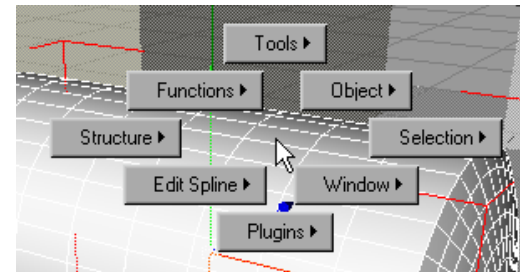 Tools
Functions Object
Structure Selection
Edit Spline Window
Plugins